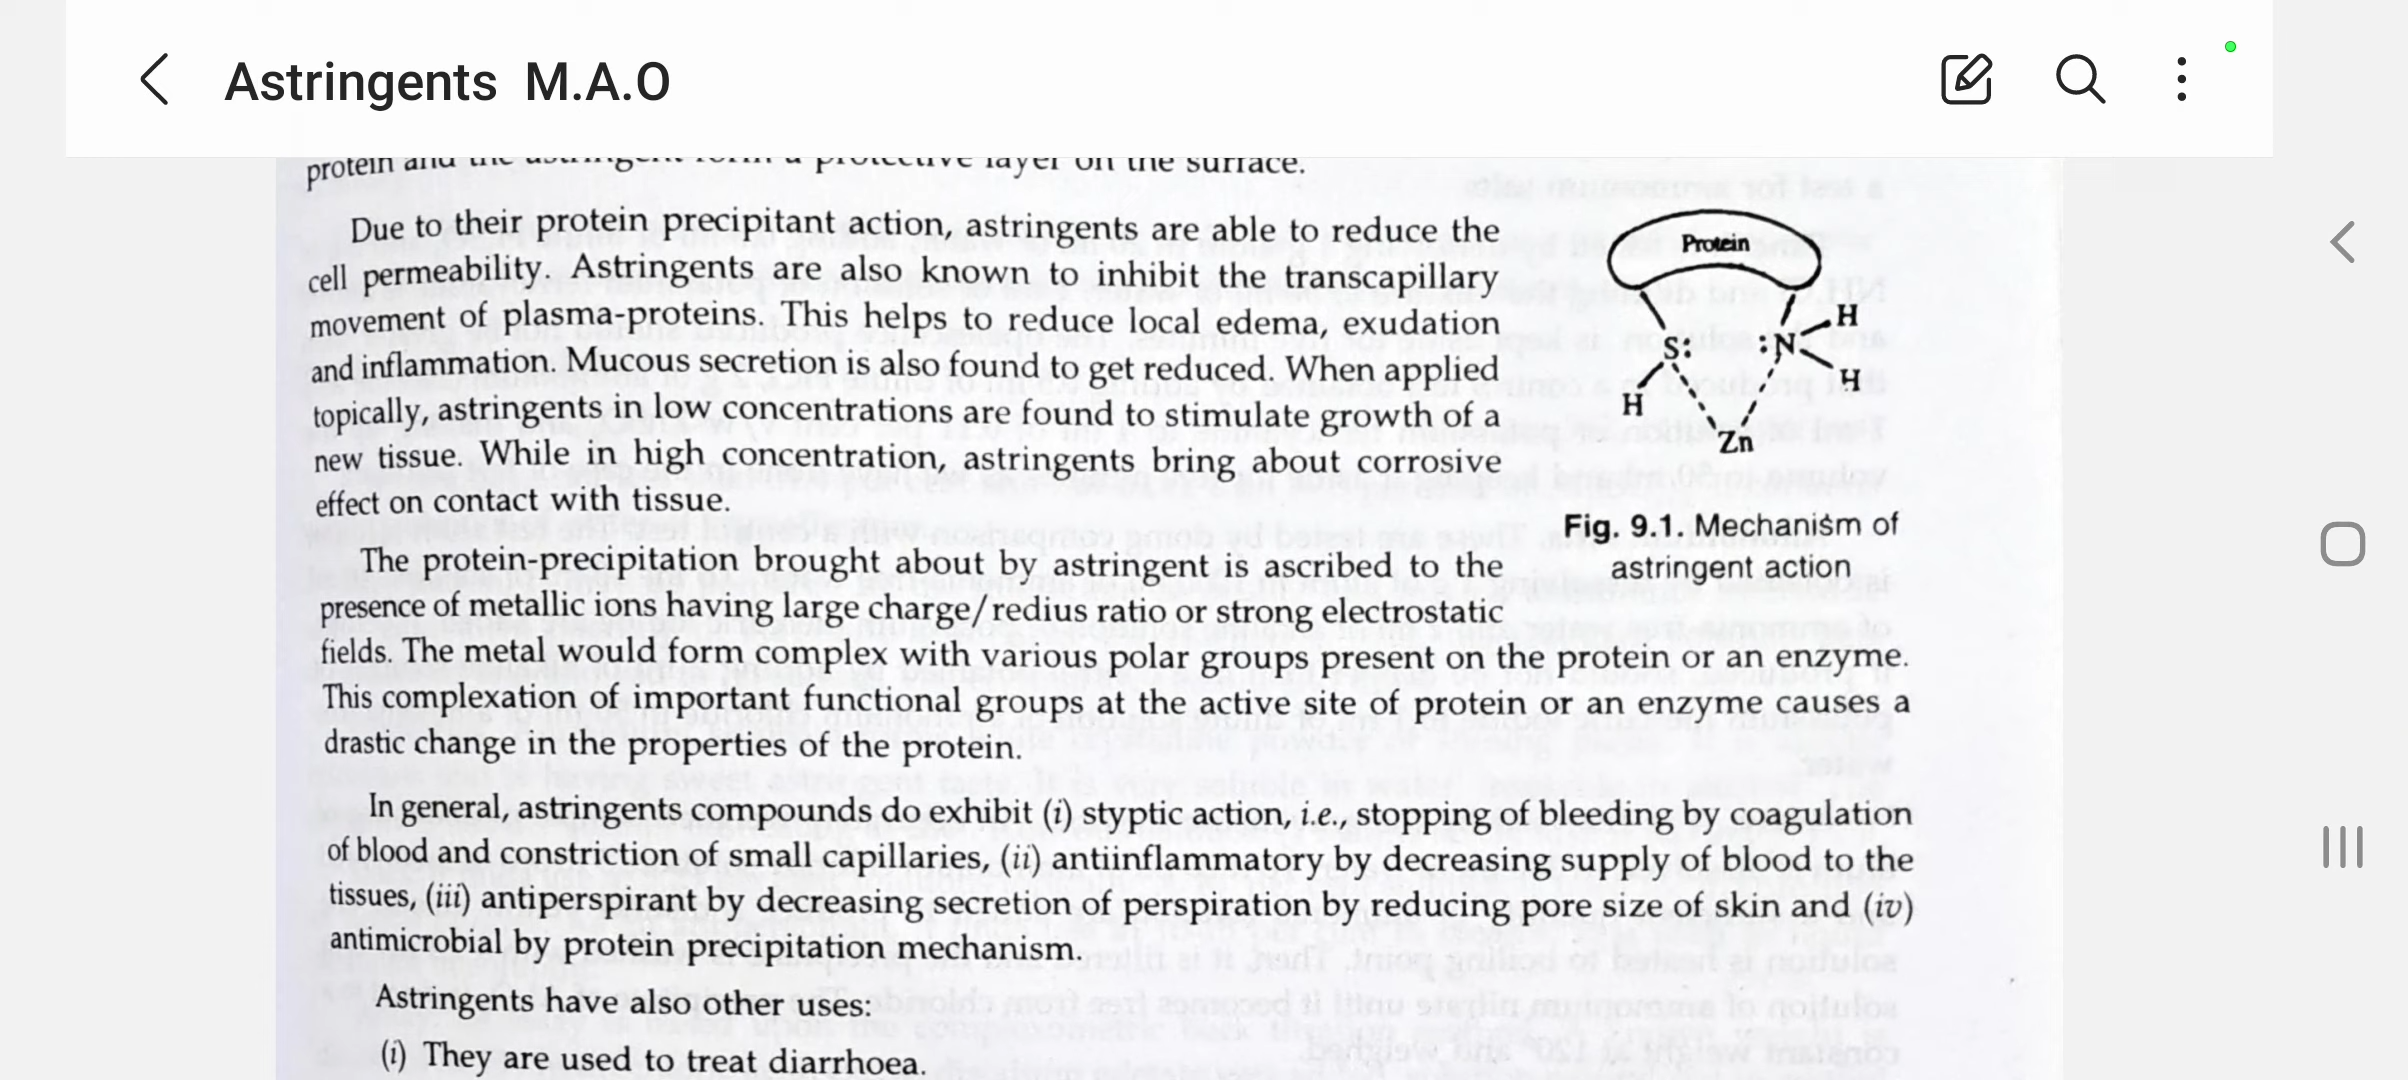 Astringents M.A.O
protein and the astringent form a protective layer on the surface.
Due to their protein precipitant action, astringents are able to reduce the
cell permeability. Astringents are also known to inhibit the transcapillary
movement of plasma-proteins. This helps to reduce local edema, exudation
and inflammation. Mucous secretion is also found to get reduced. When applied
topically, astringents in low concentrations are found to stimulate growth of a
new tissue. While in high concentration, astringents bring about corrosive
effect on contact with tissue.
Protein
H
S: :N
H
H
Zn
Fig. 9.1. Mechanism of
astringent action
The protein-precipitation brought about by astringent is ascribed to the
presence of metallic ions having large charge/redius ratio or strong electrostatic
fields. The metal would form complex with various polar groups present on the protein or an enzyme.
This complexation of important functional groups at the active site of protein or an enzyme causes a
drastic change in the properties of the protein.
In general, astringents compounds do exhibit (i) styptic action, i.e., stopping of bleeding by coagulation
of blood and constriction of small capillaries, (ii) antiinflammatory by decreasing supply of blood to the
tissues, (iii) antiperspirant by decreasing secretion of perspiration by reducing pore size of skin and (iv)
antimicrobial by protein precipitation mechanism.
Astringents have also other uses:
(i) They are used to treat diarrhoea.